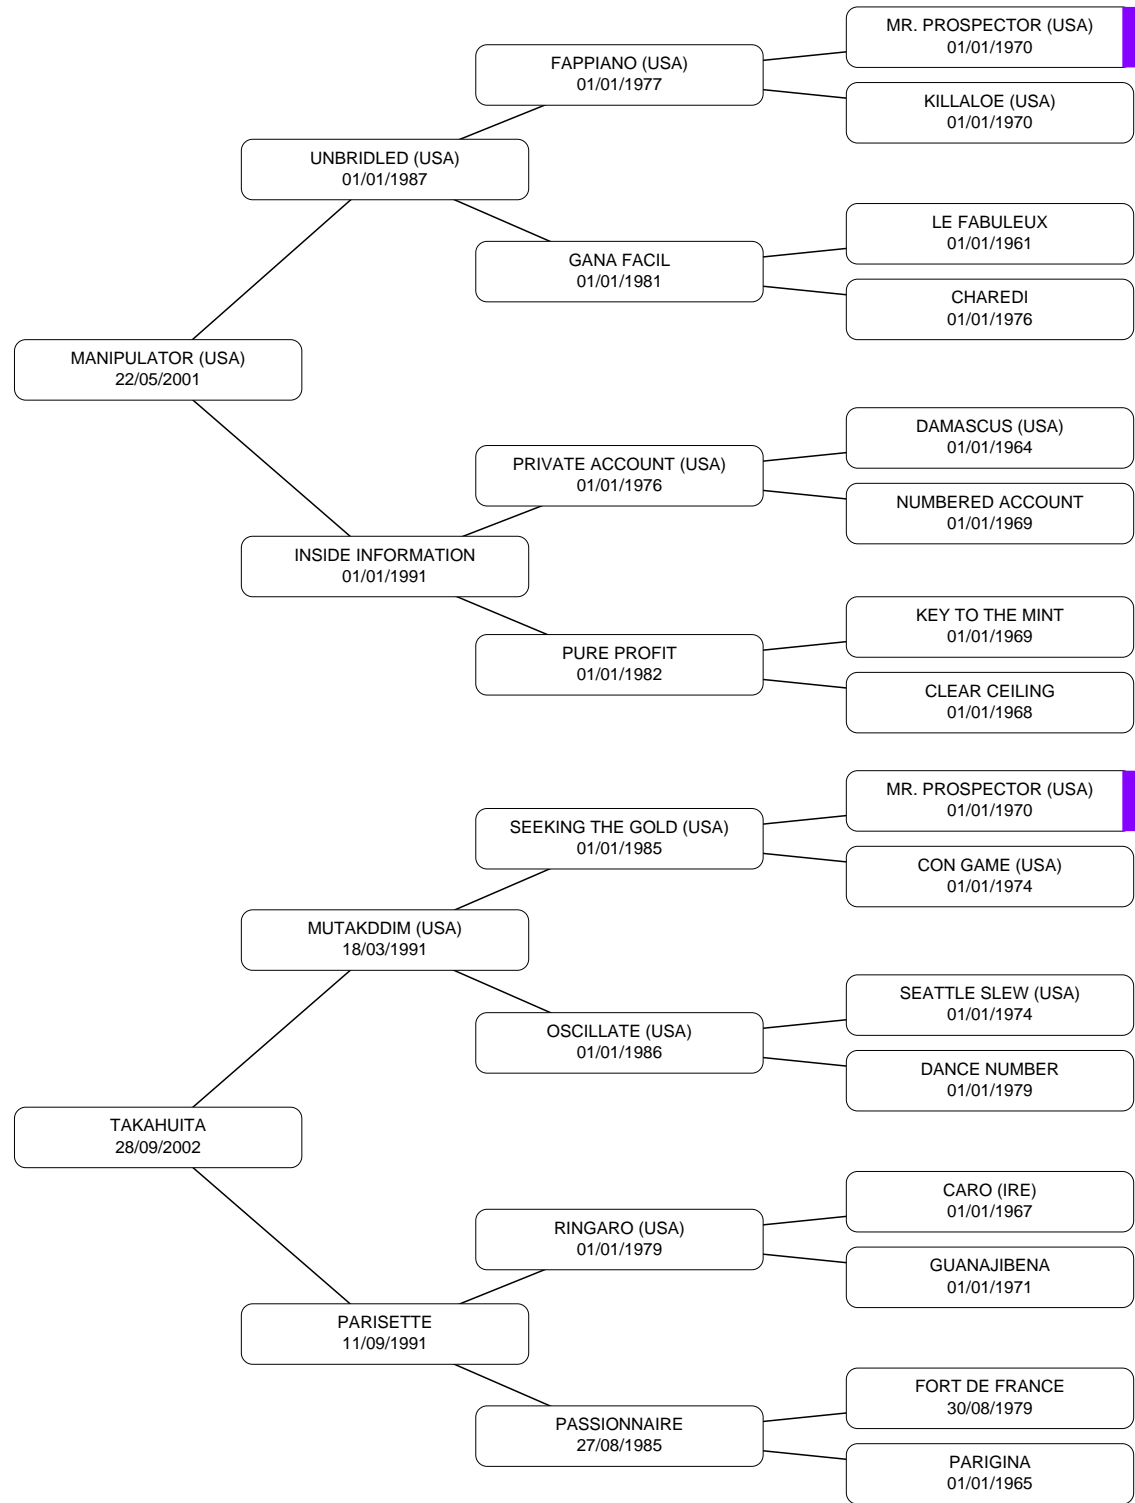 MR. PROSPECTOR (USA)
01/01/1970
FAPPIANO (USA)
01/01/1977
KILLALOE (USA)
01/01/1970
UNBRIDLED (USA)
01/01/1987
LE FABULEUX
01/01/1961
GANA FACIL
01/01/1981
CHAREDI
01/01/1976
MANIPULATOR (USA)
22/05/2001
DAMASCUS (USA)
01/01/1964
PRIVATE ACCOUNT (USA)
01/01/1976
NUMBERED ACCOUNT
01/01/1969
INSIDE INFORMATION
01/01/1991
KEY TO THE MINT
01/01/1969
PURE PROFIT
01/01/1982
CLEAR CEILING
01/01/1968
MR. PROSPECTOR (USA)
01/01/1970
SEEKING THE GOLD (USA)
01/01/1985
CON GAME (USA)
01/01/1974
MUTAKDDIM (USA)
18/03/1991
SEATTLE SLEW (USA)
01/01/1974
OSCILLATE (USA)
01/01/1986
DANCE NUMBER
01/01/1979
TAKAHUITA
28/09/2002
CARO (IRE)
01/01/1967
RINGARO (USA)
01/01/1979
GUANAJIBENA
01/01/1971
PARISETTE
11/09/1991
FORT DE FRANCE
30/08/1979
PASSIONNAIRE
27/08/1985
PARIGINA
01/01/1965